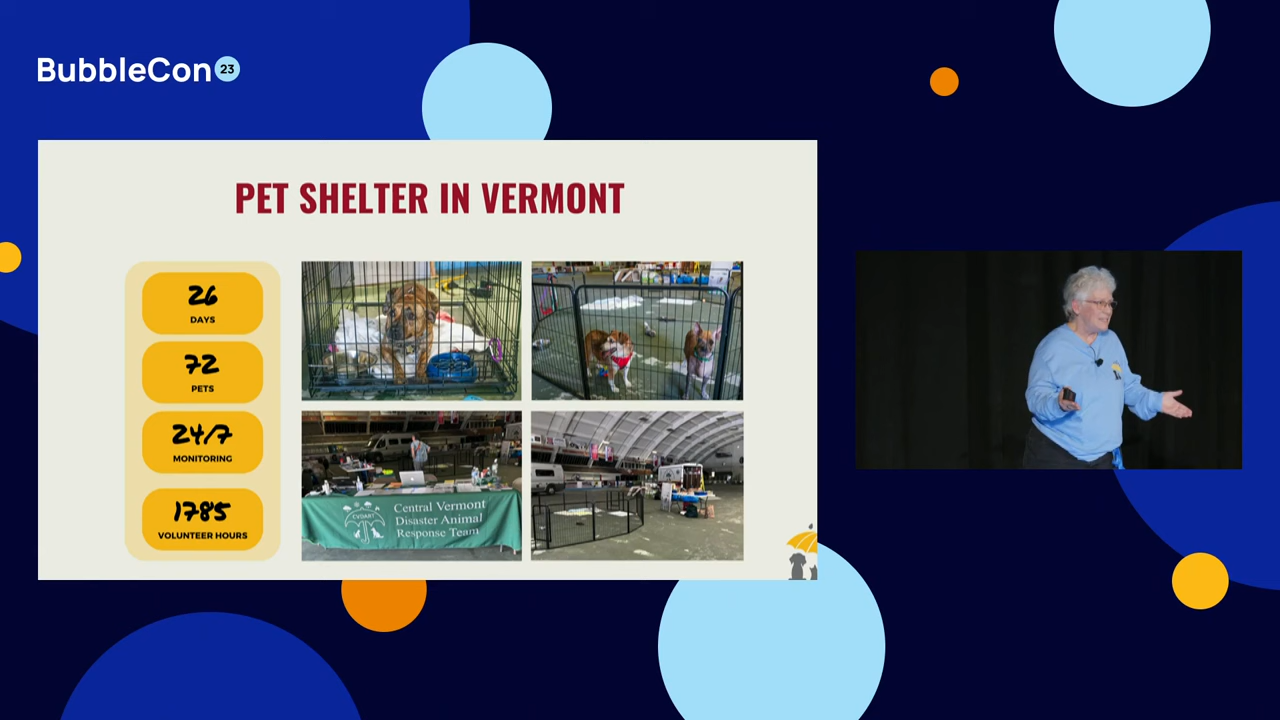 BubbleCon 23
PET SHELTER IN VERMONT
26
DAYS
72
PETS
24/7
MONITORING
1785
VOLUNTEER HOURS
CVDART
Central Vermont
Disaster Animal
Response Team